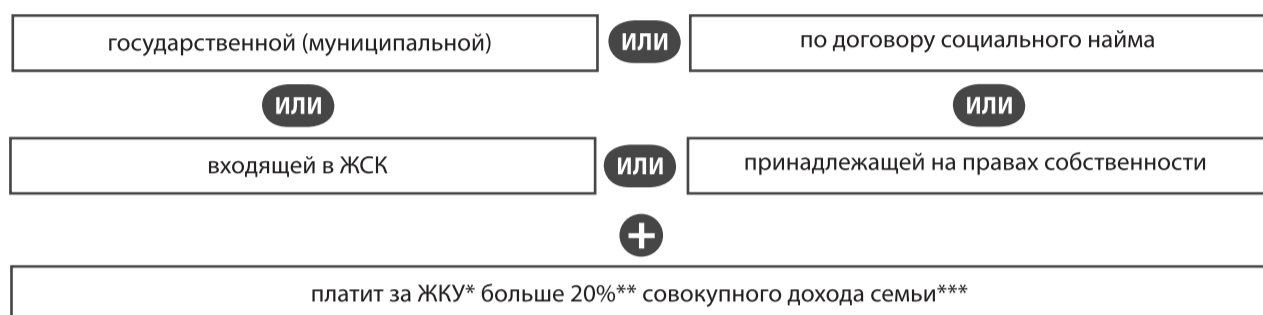 государственной (муниципальной) ИЛИ по договору социального найма
ИЛИ ИЛИ
входящей в ЖСК ИЛИ принадлежащей на правах собственности
+
платит за ЖКУ* больше 20%** совокупного дохода семьи***